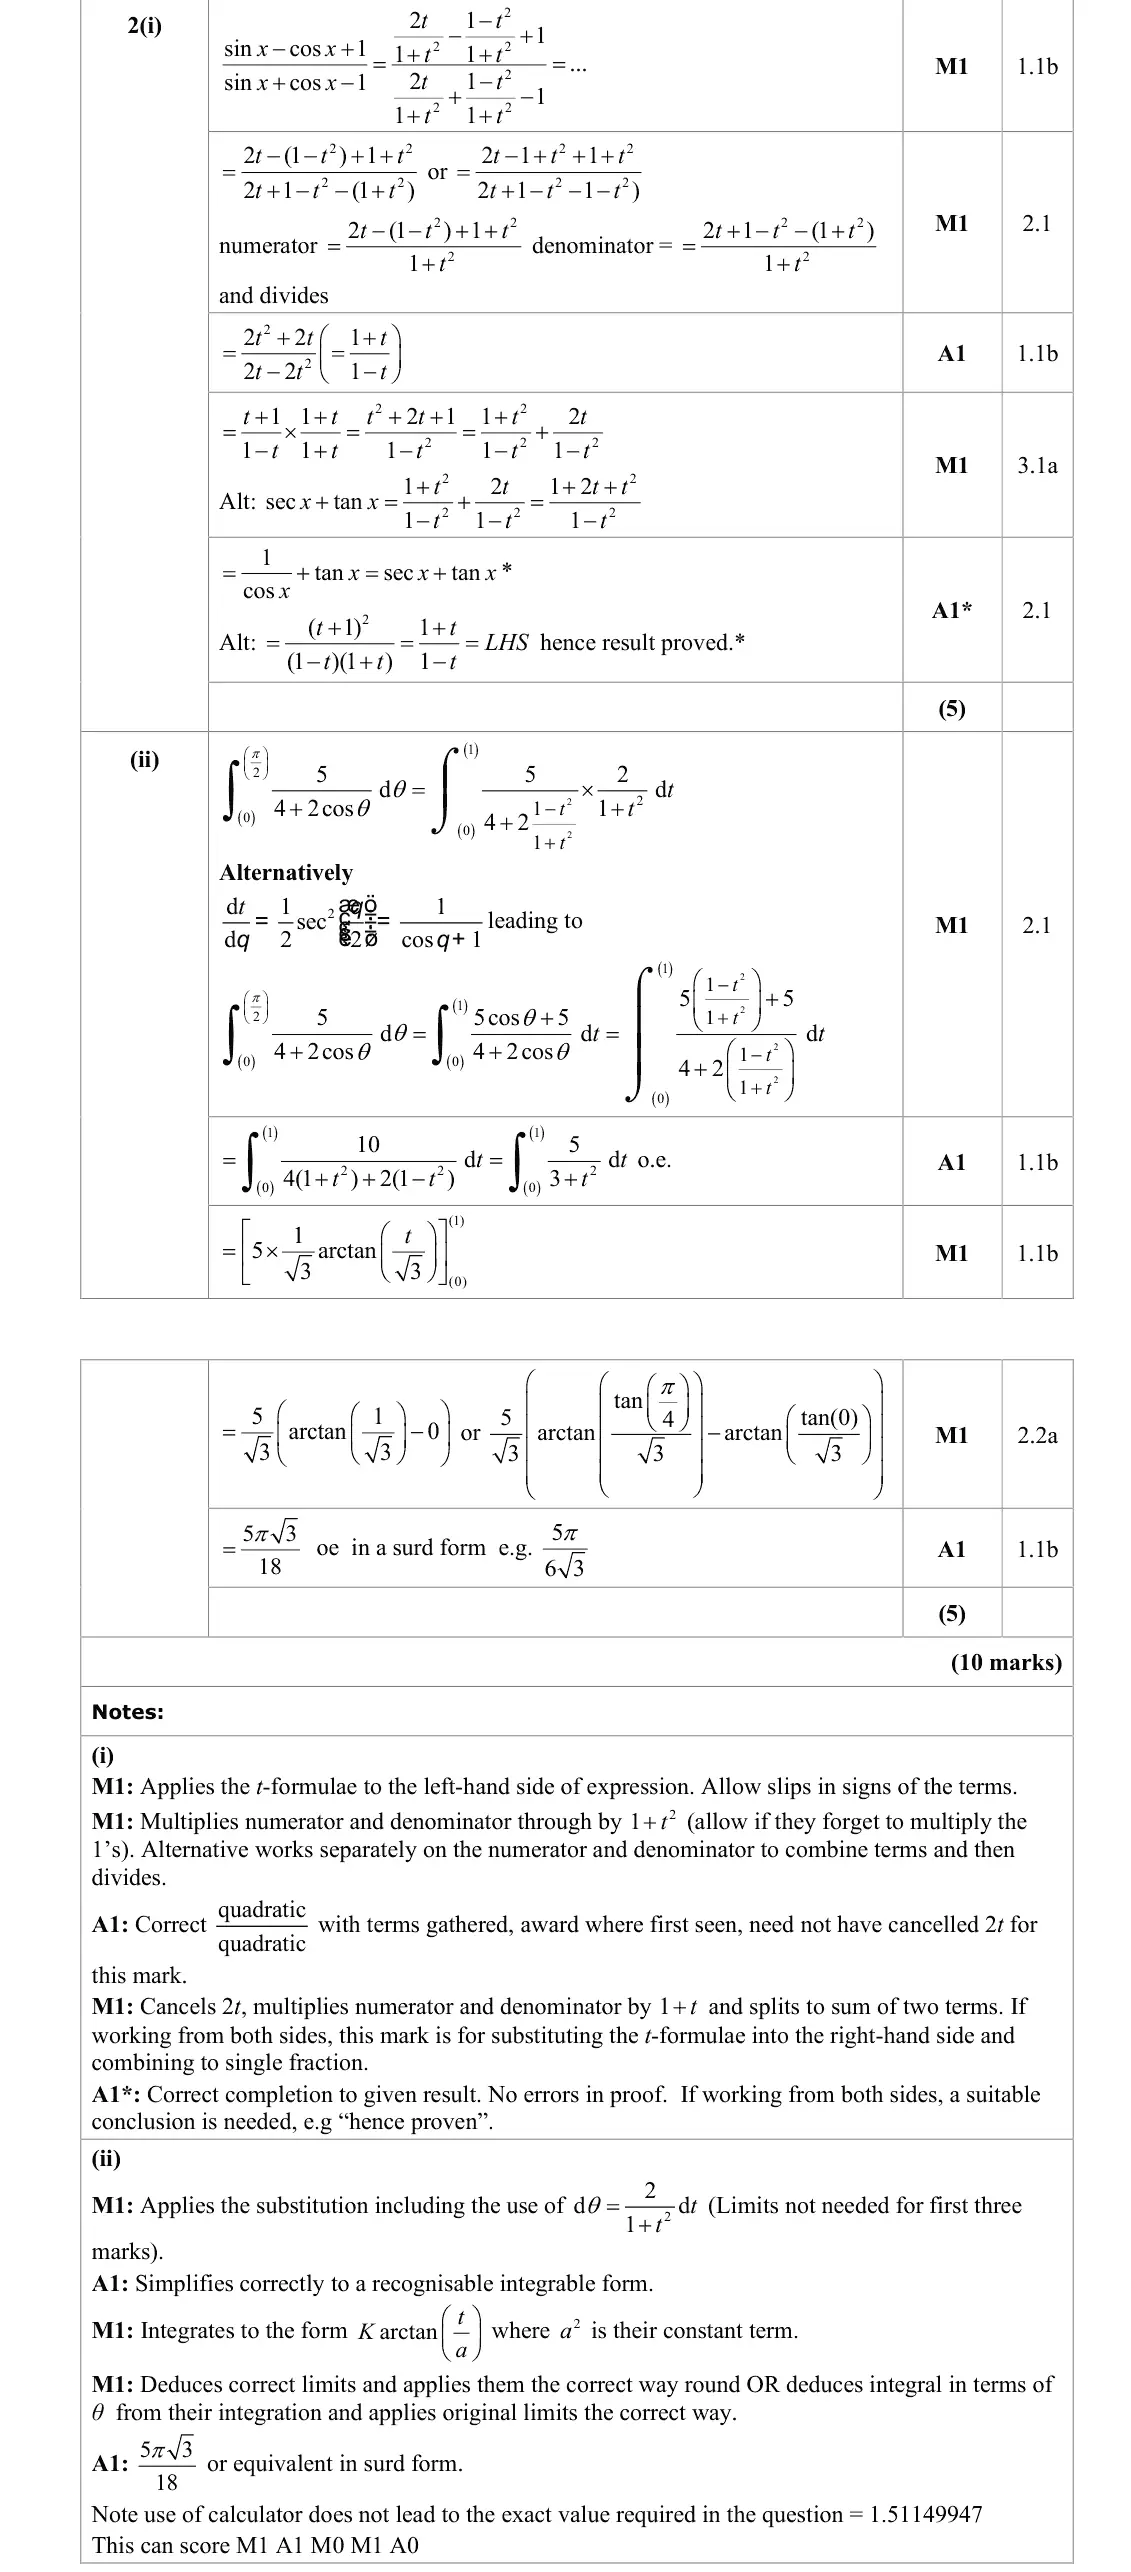 2(i)
(sin x − cos x + 1)/(sin x + cos x − 1) = (2t/(1+t²) − (1−t²)/(1+t²) + 1)/(2t/(1+t²) + (1−t²)/(1+t²) − 1) = ...
M1 1.1b
= (2t−(1−t²)+1+t²)/(2t+1−t²−(1+t²)) or = (2t−1+t²+1+t²)/(2t+1−t²−1−t²)
numerator = (2t−(1−t²)+1+t²)/(1+t²) denominator = = (2t+1−t²−(1+t²))/(1+t²)
and divides
M1 2.1
= (2t²+2t)/(2t−2t²) (= (1+t)/(1−t))
A1 1.1b
= (t+1)/(1−t) × (1+t)/(1+t) = (t²+2t+1)/(1−t²) = (1+t²)/(1−t²) + 2t/(1−t²)
Alt: sec x + tan x = (1+t²)/(1−t²) + 2t/(1−t²) = (1+2t+t²)/(1−t²)
M1 3.1a
= 1/cos x + tan x = sec x + tan x *
Alt: = (t+1)²/((1−t)(1+t)) = (1+t)/(1−t) = LHS hence result proved.*
A1* 2.1
(5)
(ii)
∫_(0)^(π/2) 5/(4+2cosθ) dθ = ∫_(0)^(1) 5/(4+2 (1−t²)/(1+t²)) × 2/(1+t²) dt
Alternatively
dt/dq = 1/2 sec² = 1/(cos q + 1) leading to
∫_(0)^(π/2) 5/(4+2cosθ) dθ = ∫_(0)^(1) (5cosθ+5)/(4+2cosθ) dt = ∫_(0)^(1) (5((1−t²)/(1+t²))+5)/(4+2((1−t²)/(1+t²))) dt
M1 2.1
= ∫_(0)^(1) 10/(4(1+t²)+2(1−t²)) dt = ∫_(0)^(1) 5/(3+t²) dt o.e.
A1 1.1b
= [5 × 1/√3 arctan(t/√3)]_(0)^(1)
M1 1.1b
= 5/√3 (arctan(1/√3) − 0) or 5/√3 (arctan(tan(π/4)/√3) − arctan(tan(0)/√3))
M1 2.2a
= 5π√3/18 oe in a surd form e.g. 5π/(6√3)
A1 1.1b
(5)
(10 marks)
Notes:
(i)
M1: Applies the t-formulae to the left-hand side of expression. Allow slips in signs of the terms.
M1: Multiplies numerator and denominator through by 1+t² (allow if they forget to multiply the
1’s). Alternative works separately on the numerator and denominator to combine terms and then
divides.
A1: Correct quadratic/quadratic with terms gathered, award where first seen, need not have cancelled 2t for
this mark.
M1: Cancels 2t, multiplies numerator and denominator by 1+t and splits to sum of two terms. If
working from both sides, this mark is for substituting the t-formulae into the right-hand side and
combining to single fraction.
A1*: Correct completion to given result. No errors in proof. If working from both sides, a suitable
conclusion is needed, e.g “hence proven”.
(ii)
M1: Applies the substitution including the use of dθ = 2/(1+t²) dt (Limits not needed for first three
marks).
A1: Simplifies correctly to a recognisable integrable form.
M1: Integrates to the form K arctan(t/a) where a² is their constant term.
M1: Deduces correct limits and applies them the correct way round OR deduces integral in terms of
θ from their integration and applies original limits the correct way.
A1: 5π√3/18 or equivalent in surd form.
Note use of calculator does not lead to the exact value required in the question = 1.51149947
This can score M1 A1 M0 M1 A0